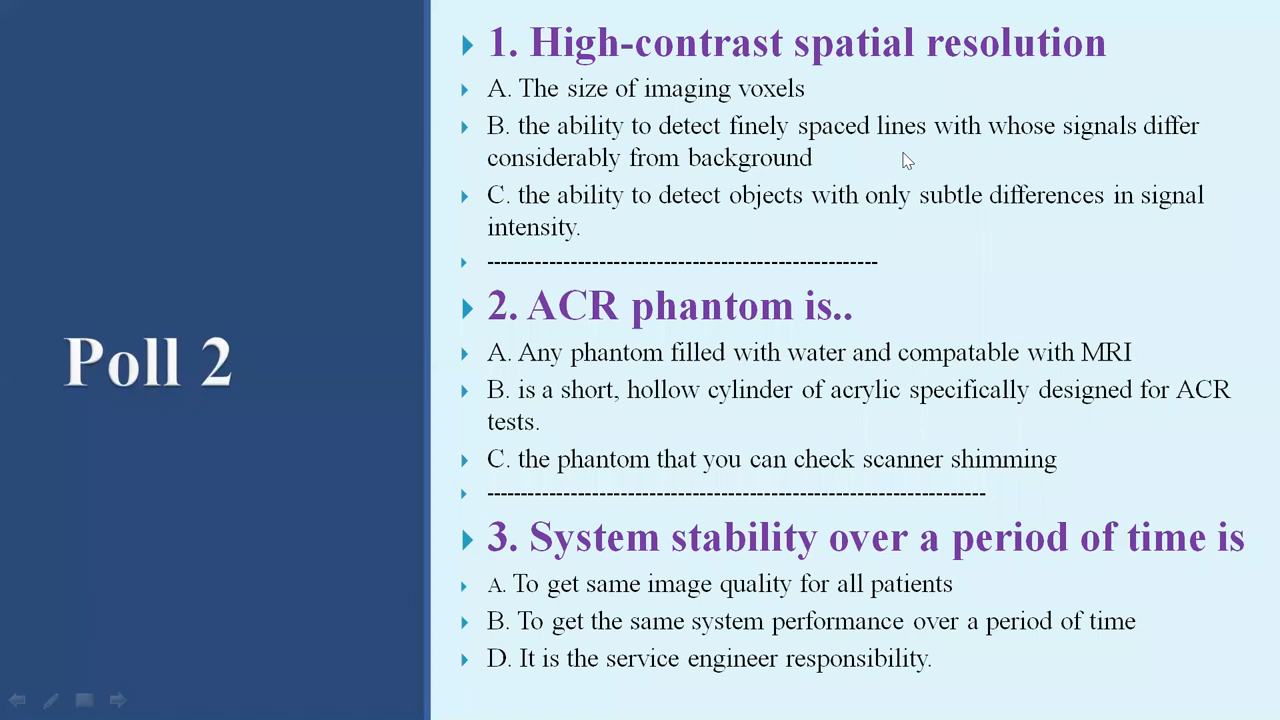 Poll 2
1. High-contrast spatial resolution
A. The size of imaging voxels
B. the ability to detect finely spaced lines with whose signals differ
considerably from background
C. the ability to detect objects with only subtle differences in signal
intensity.
----------------------------------------------------
2. ACR phantom is..
A. Any phantom filled with water and compatable with MRI
B. is a short, hollow cylinder of acrylic specifically designed for ACR
tests.
C. the phantom that you can check scanner shimming
-------------------------------------------------------------------
3. System stability over a period of time is
A. To get same image quality for all patients
B. To get the same system performance over a period of time
D. It is the service engineer responsibility.